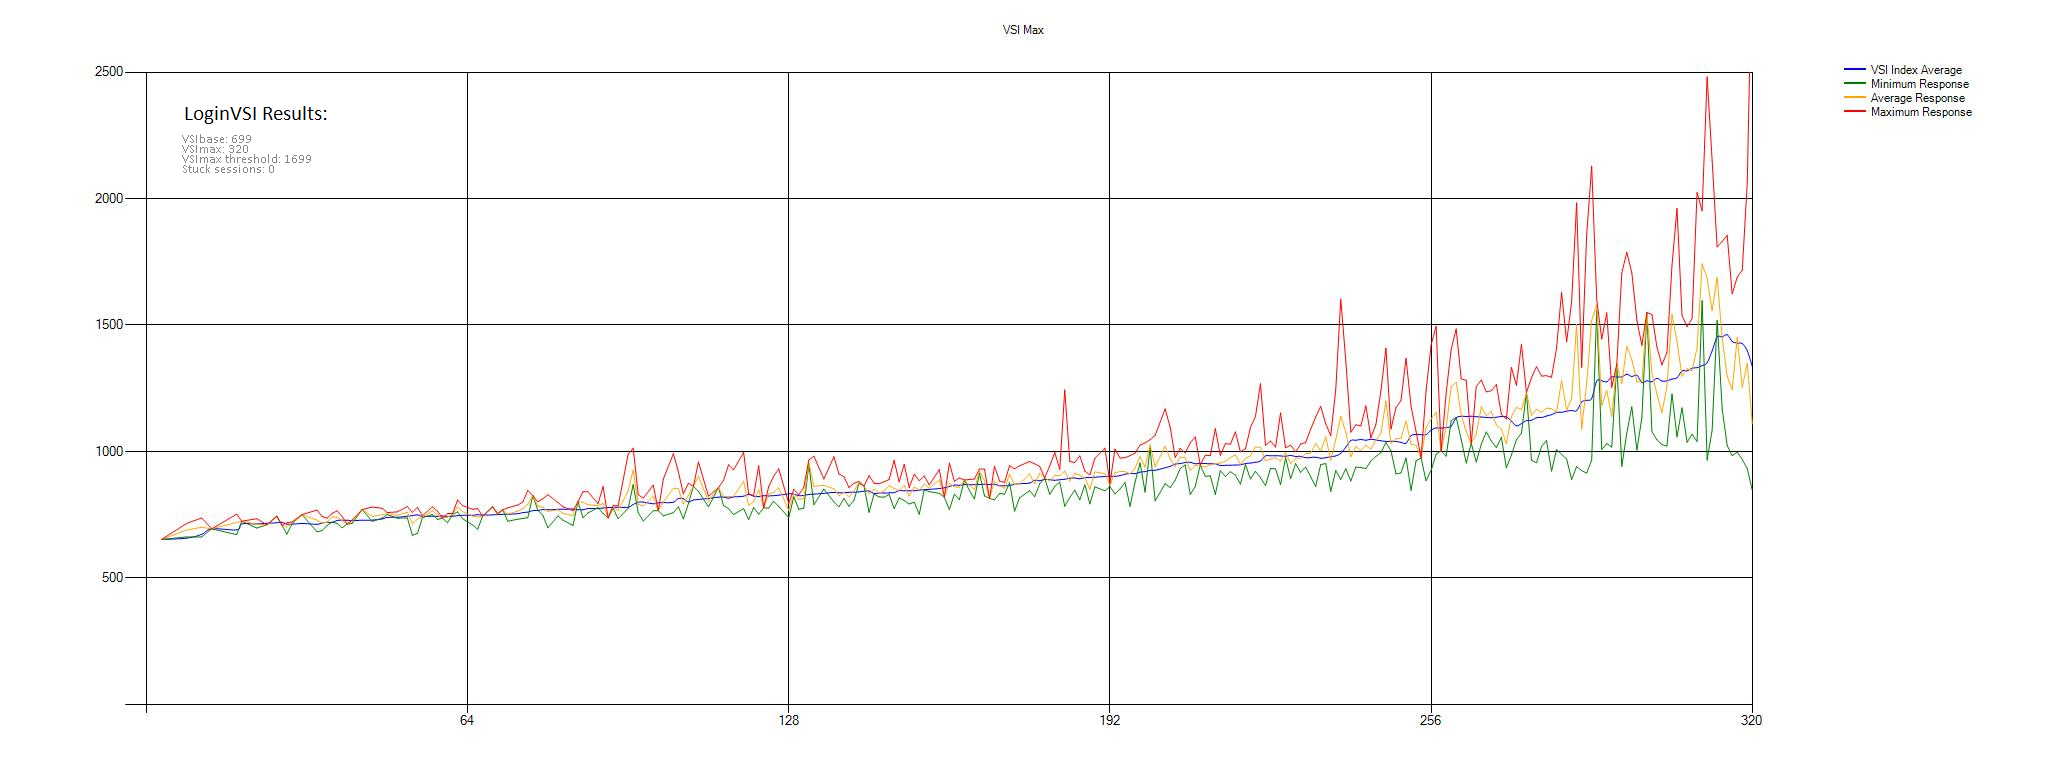 VSI Max
2500
2000
1500
1000
500
LoginVSI Results:
VSIbase: 699
VSImax: 320
VSImax threshold: 1699
Stuck sessions: 0
VSI Index Average
Minimum Response
Average Response
Maximum Response
64 128 192 256 320